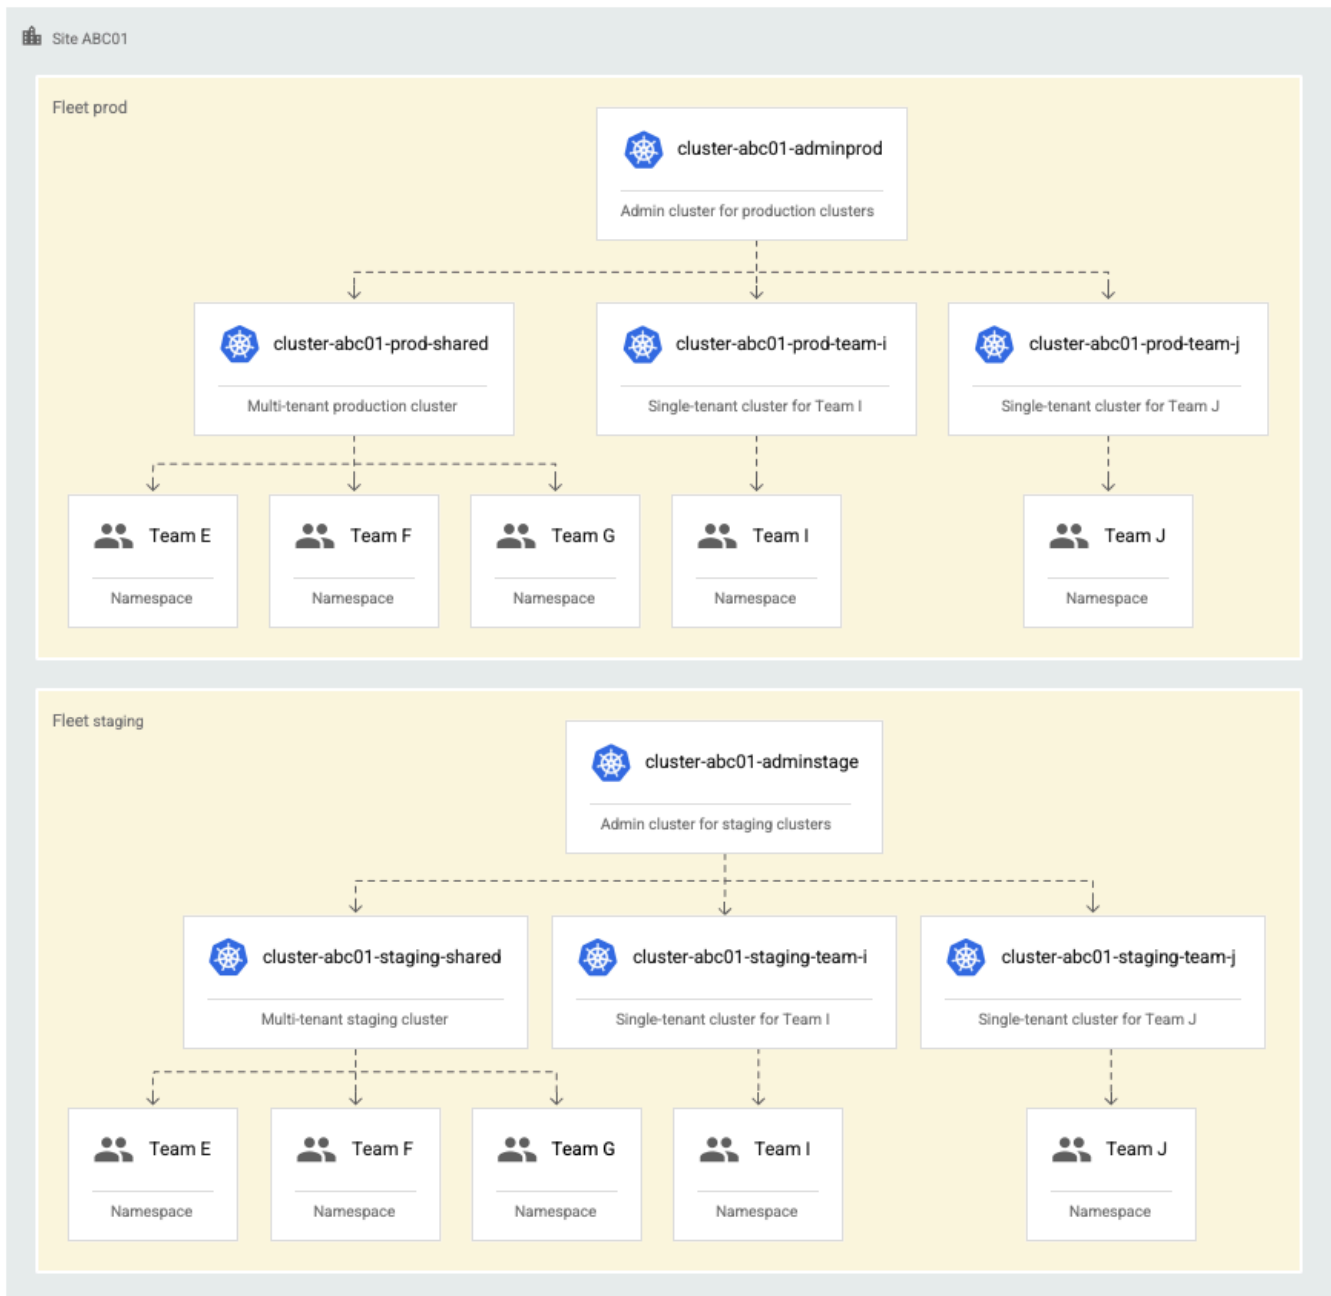 Site ABC01
Fleet prod
cluster-abc01-adminprod
Admin cluster for production clusters
cluster-abc01-prod-shared
Multi-tenant production cluster
cluster-abc01-prod-team-i
Single-tenant cluster for Team I
cluster-abc01-prod-team-j
Single-tenant cluster for Team J
Team E
Namespace
Team F
Namespace
Team G
Namespace
Team I
Namespace
Team J
Namespace
Fleet staging
cluster-abc01-adminstage
Admin cluster for staging clusters
cluster-abc01-staging-shared
Multi-tenant staging cluster
cluster-abc01-staging-team-i
Single-tenant cluster for Team I
cluster-abc01-staging-team-j
Single-tenant cluster for Team J
Team E
Namespace
Team F
Namespace
Team G
Namespace
Team I
Namespace
Team J
Namespace